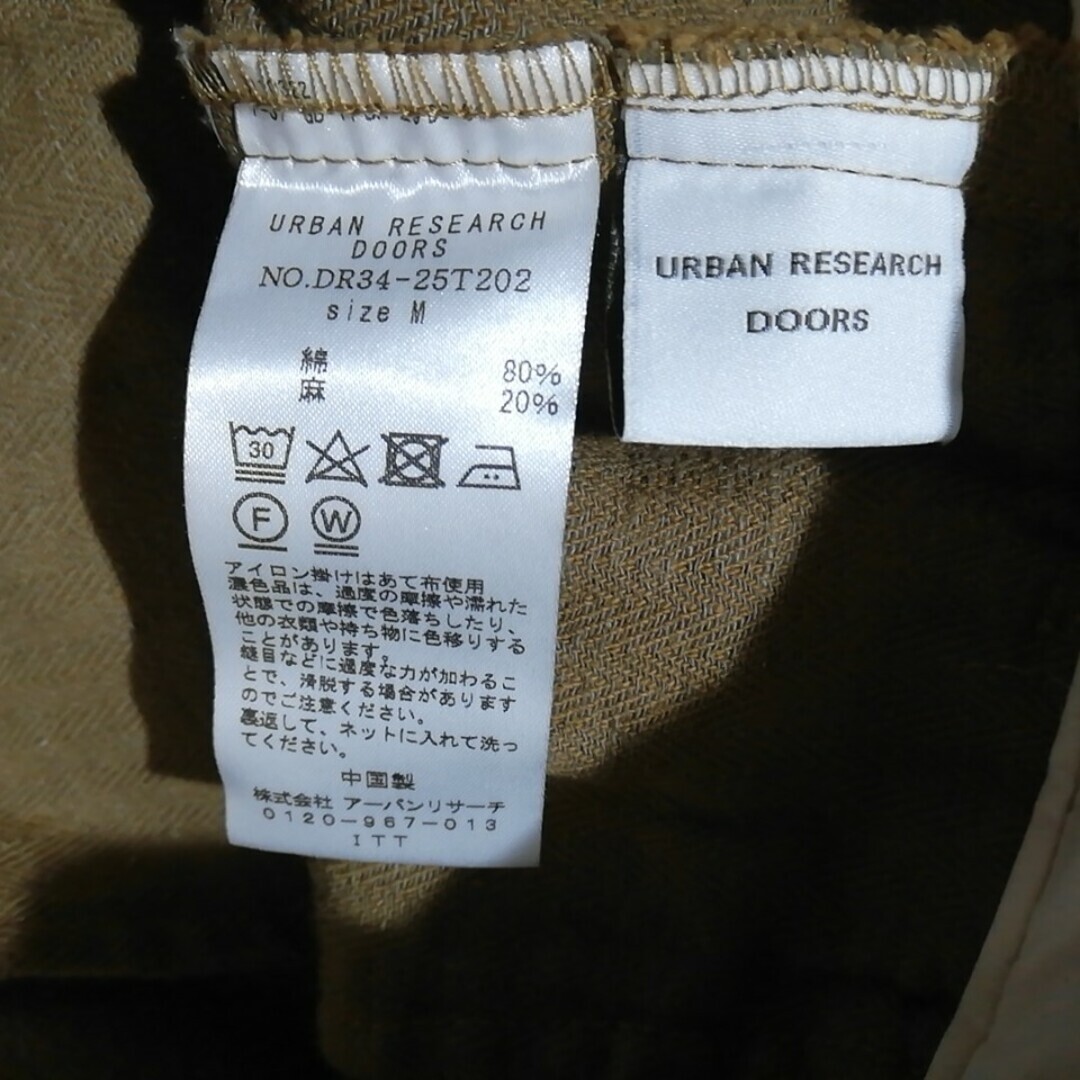 URBAN RESEARCH
DOORS
NO.DR34-25T202
size M
綿 80%
麻 20%
30
F W
アイロン掛けはあて布使用
濃色品は、過度の摩擦や濡れた
状態での摩擦で色落ちしたり、
他の衣類や持ち物に色移りする
ことがあります。
縫目などに過度な力が加わるこ
とで、滑脱する場合があります
のでご注意ください。
裏返して、ネットに入れて洗っ
てください。
中国製
株式会社 アーバンリサーチ
0120-967-013
ITT
URBAN RESEARCH
DOORS